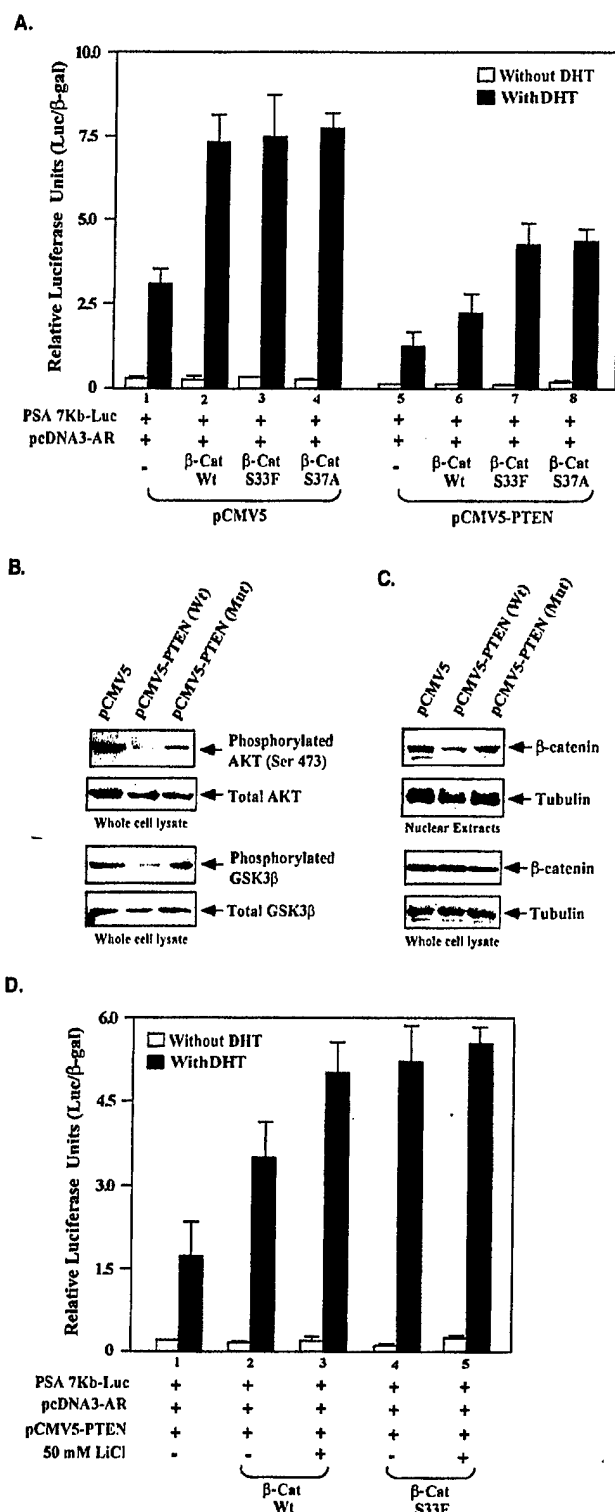 A.
Relative Luciferase Units (Luc/β-gal)
10.0
7.5
5.0
2.5
0
Without DHT
WithDHT
1 2 3 4 5 6 7 8
PSA 7Kb-Luc + + + + + + + +
pcDNA3-AR + + + + + + + +
- β-Cat Wt β-Cat S33F β-Cat S37A - β-Cat Wt β-Cat S33F β-Cat S37A
pCMV5 pCMV5-PTEN
B.
pCMV5 pCMV5-PTEN (Wt) pCMV5-PTEN (Mut)
Phosphorylated
AKT (Ser 473)
Total AKT
Whole cell lysate
Phosphorylated
GSK3β
Total GSK3β
Whole cell lysate
C.
pCMV5 pCMV5-PTEN (Wt) pCMV5-PTEN (Mut)
β-catenin
Tubulin
Nuclear Extracts
β-catenin
Tubulin
Whole cell lysate
D.
Relative Luciferase Units (Luc/β-gal)
6.0
4.5
3.0
1.5
0
Without DHT
WithDHT
1 2 3 4 5
PSA 7Kb-Luc + + + + +
pcDNA3-AR + + + + +
pCMV5-PTEN + + + + +
50 mM LiCl - - + - +
β-Cat Wt β-Cat S33F